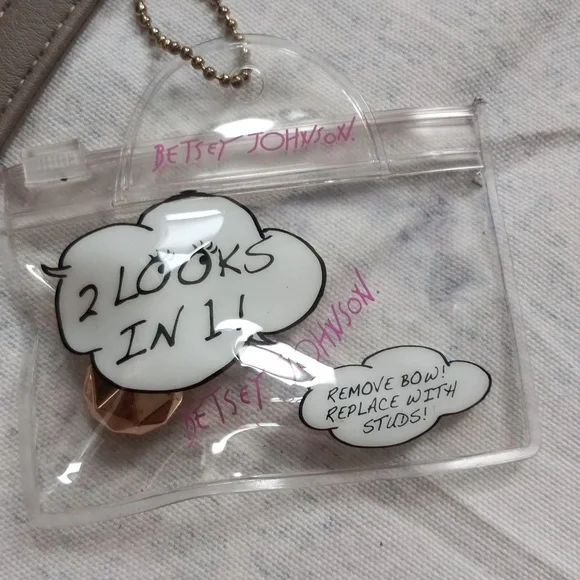 BETSEY JOHNSON.
2 LOOKS
IN 1!
BETSEY JOHNSON.
REMOVE BOW!
REPLACE WITH
STUDS!